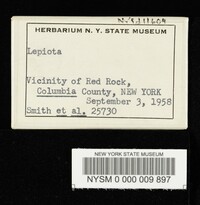 HERBARIUM N. Y. STATE MUSEUM
Lepiota
Vicinity of Red Rock,
Columbia County, NEW YORK
September 3, 1958
Smith et al. 25730
NEW YORK STATE MUSEUM
NYSM 0 000 009 897